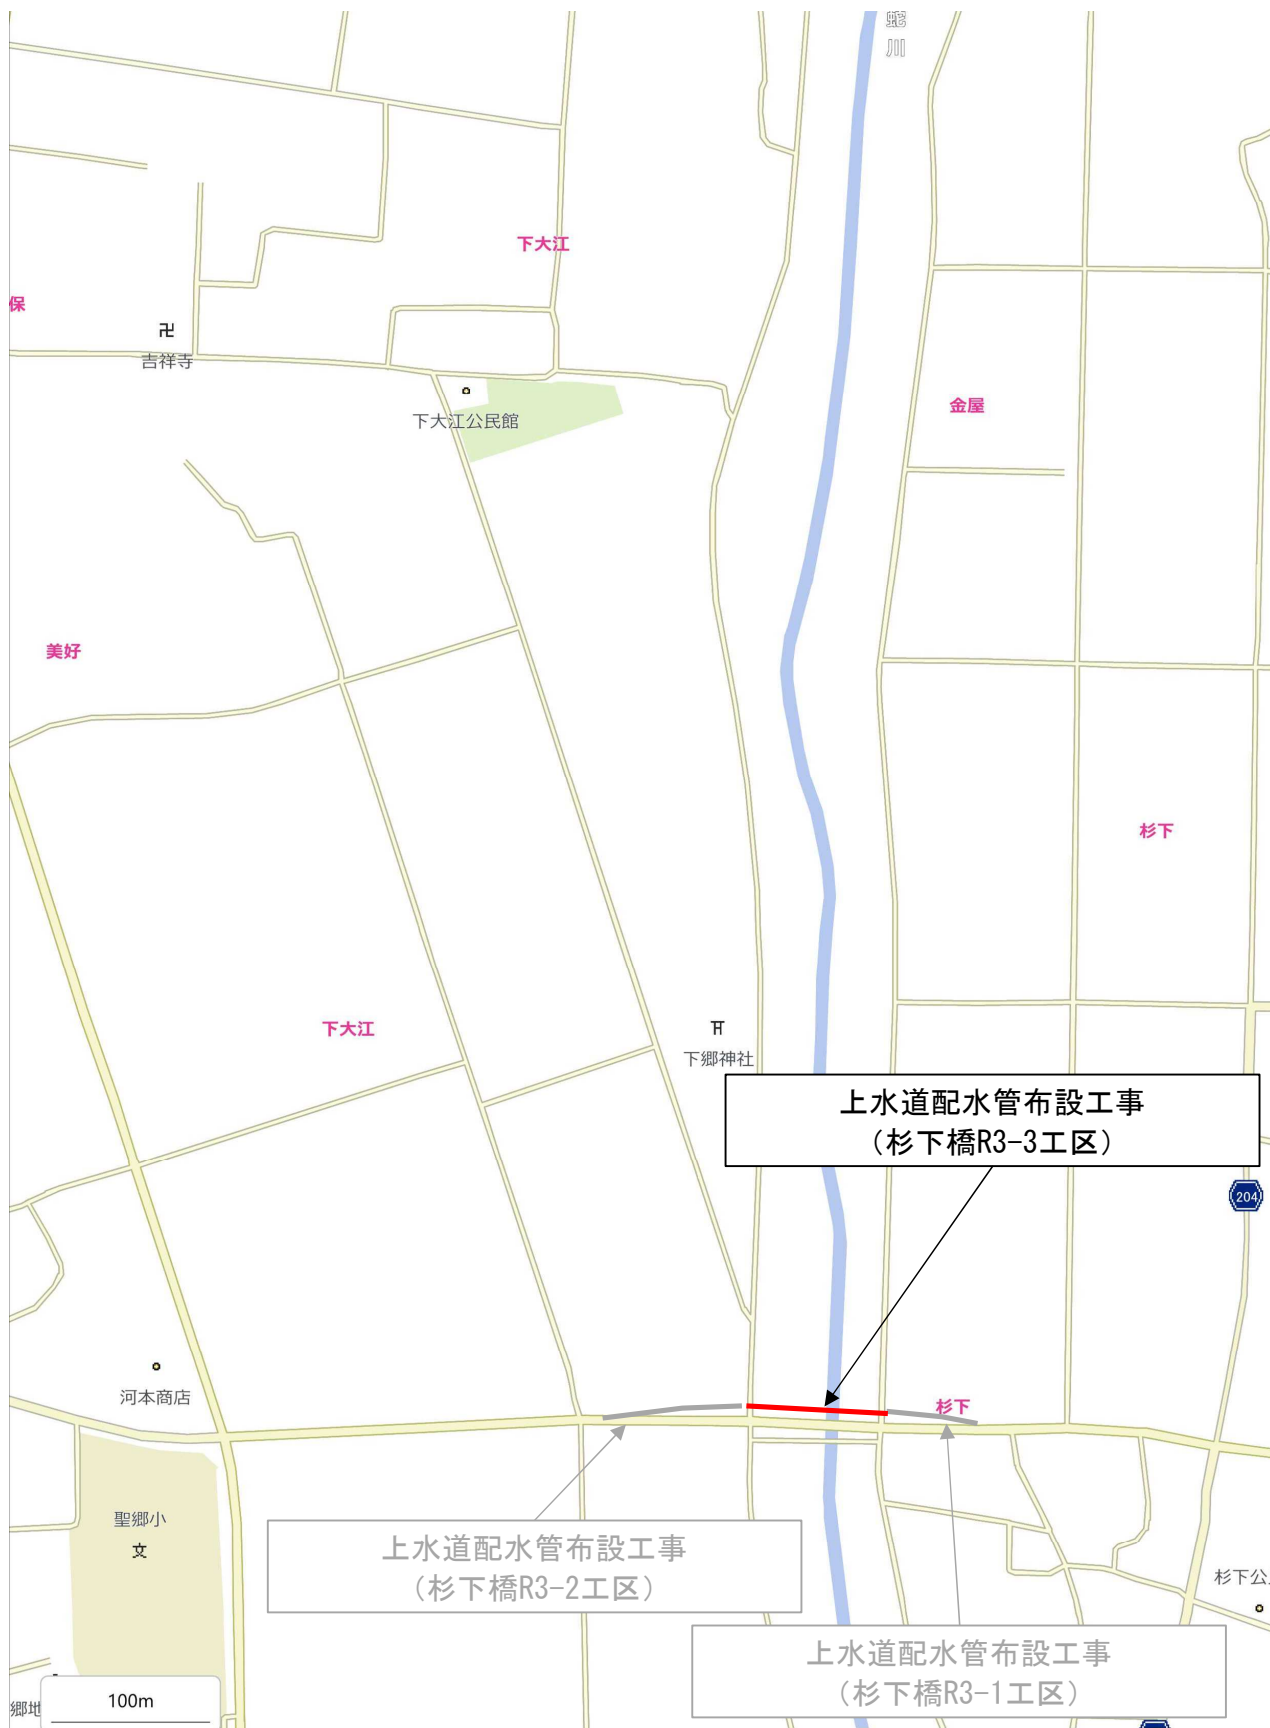 蛇
川
下大江
保
卍
吉祥寺
下大江公民館
金屋
美好
杉下
下大江
下郷神社
上水道配水管布設工事
（杉下橋R3-3工区）
204
河本商店
杉下
聖郷小
文
上水道配水管布設工事
（杉下橋R3-2工区）
杉下公
上水道配水管布設工事
（杉下橋R3-1工区）
郷地
100m